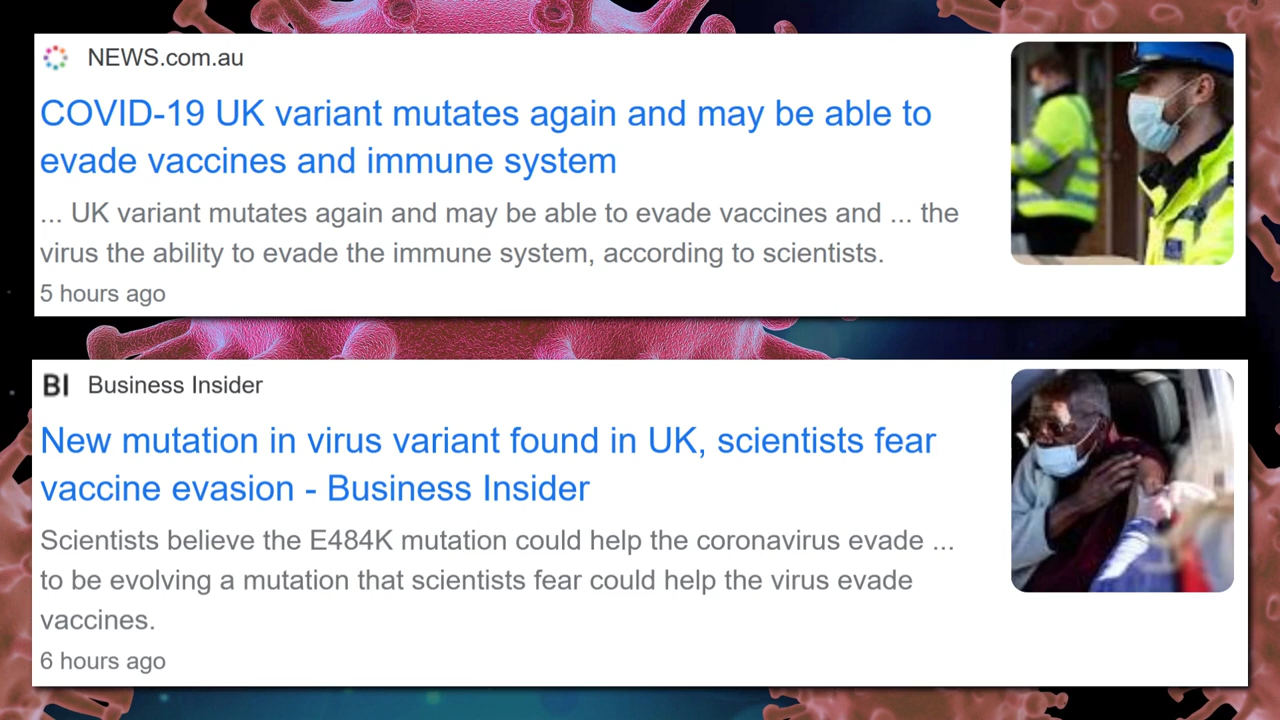 NEWS.com.au
COVID-19 UK variant mutates again and may be able to
evade vaccines and immune system
... UK variant mutates again and may be able to evade vaccines and ... the
virus the ability to evade the immune system, according to scientists.
5 hours ago
BI Business Insider
New mutation in virus variant found in UK, scientists fear
vaccine evasion - Business Insider
Scientists believe the E484K mutation could help the coronavirus evade ...
to be evolving a mutation that scientists fear could help the virus evade
vaccines.
6 hours ago